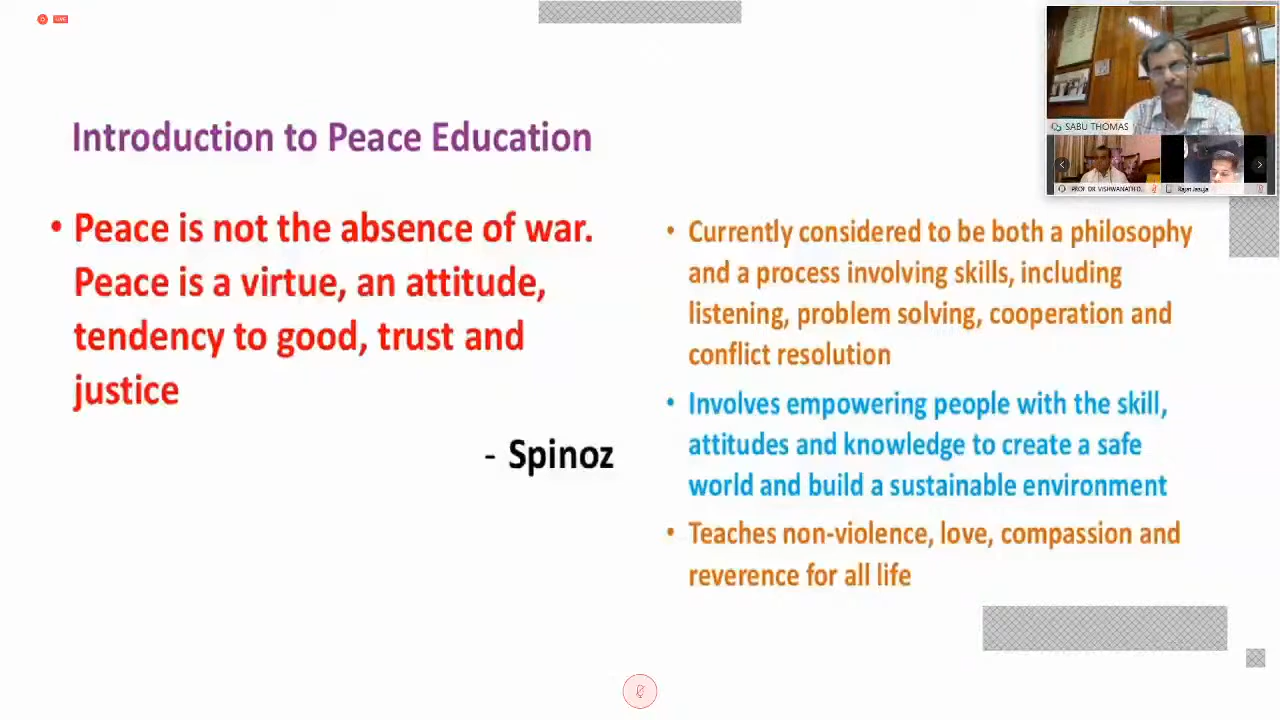 LIVE
Introduction to Peace Education
• Peace is not the absence of war.
Peace is a virtue, an attitude,
tendency to good, trust and
justice
- Spinoz
• Currently considered to be both a philosophy
and a process involving skills, including
listening, problem solving, cooperation and
conflict resolution
• Involves empowering people with the skill,
attitudes and knowledge to create a safe
world and build a sustainable environment
• Teaches non-violence, love, compassion and
reverence for all life
SABU THOMAS
PROF DR VISHWANATH D...
Rajat Jasuja